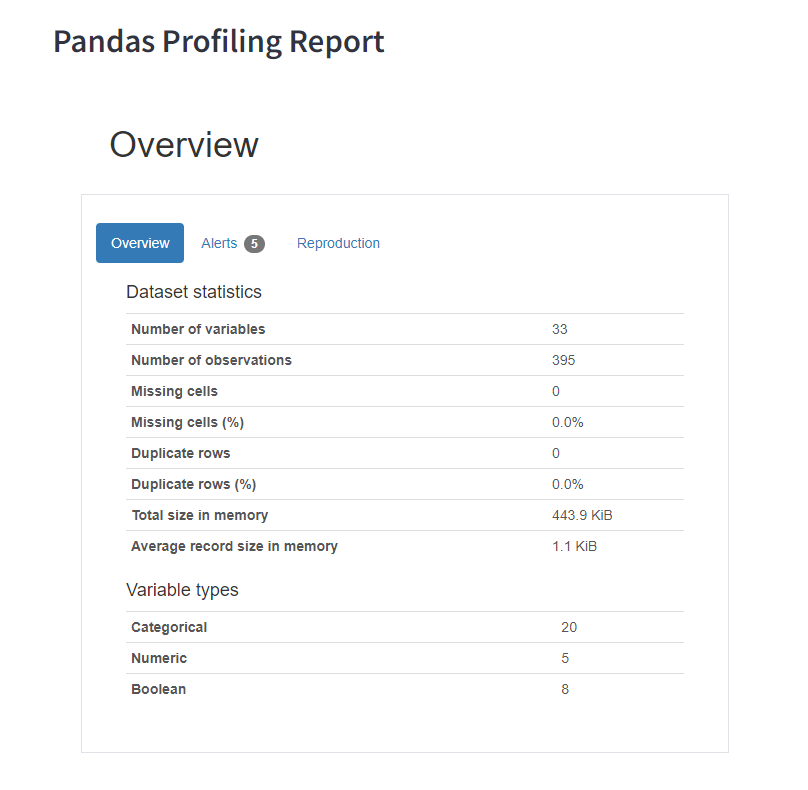 Pandas Profiling Report
Overview
Overview Alerts 5 Reproduction
Dataset statistics
Number of variables 33
Number of observations 395
Missing cells 0
Missing cells (%) 0.0%
Duplicate rows 0
Duplicate rows (%) 0.0%
Total size in memory 443.9 KiB
Average record size in memory 1.1 KiB
Variable types
Categorical 20
Numeric 5
Boolean 8